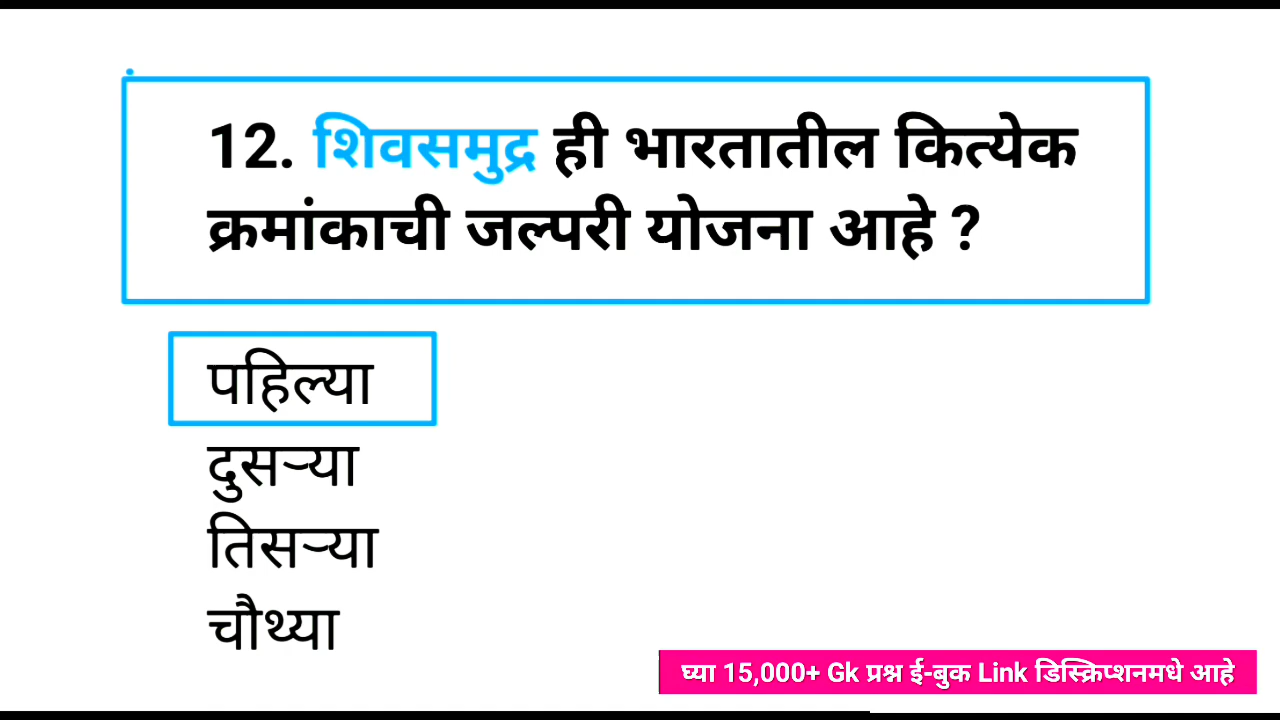 12. शिवसमुद्र ही भारतातील कित्येक
क्रमांकाची जल्परी योजना आहे ?
पहिल्या
दुसऱ्या
तिसऱ्या
चौथ्या
घ्या 15,000+ Gk प्रश्न ई-बुक Link डिस्क्रिप्शनमधे आहे